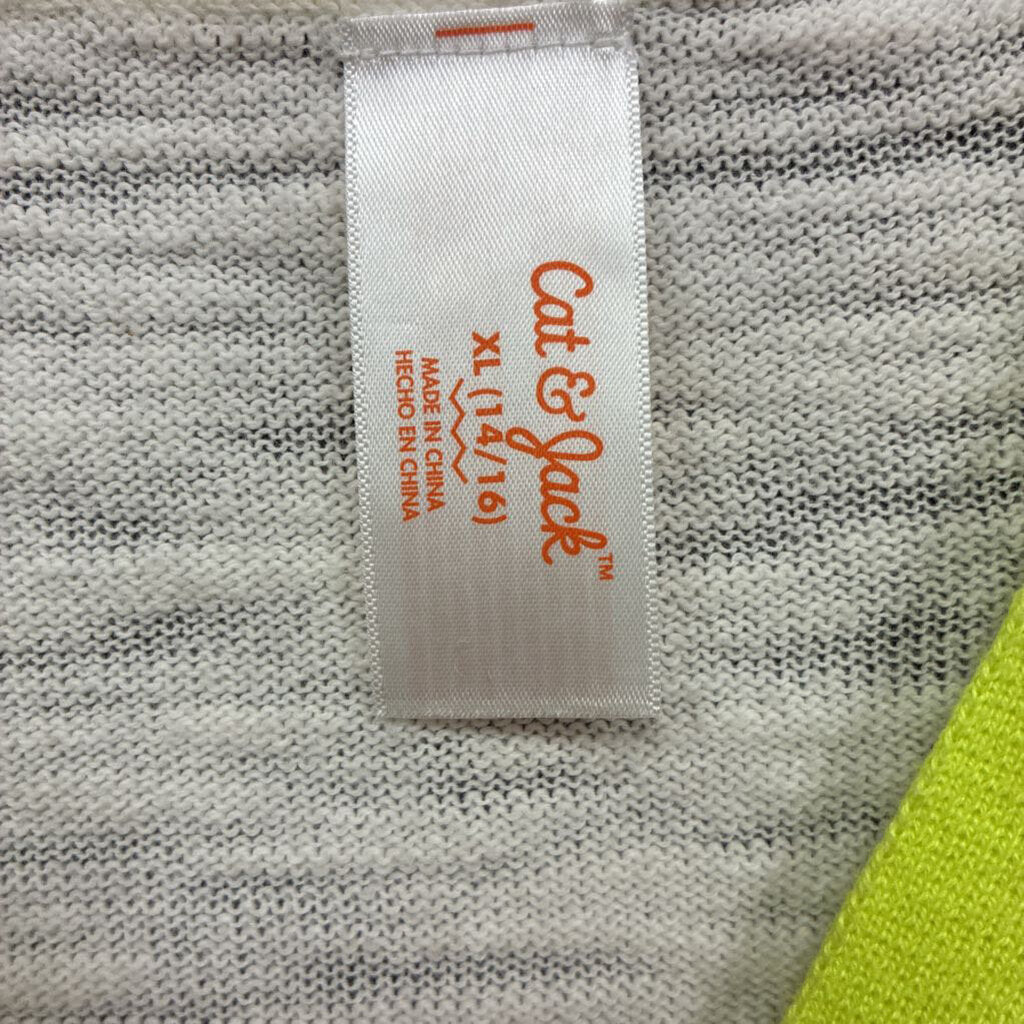 Cat & Jack™
XL (14/16)
MADE IN CHINA
HECHO EN CHINA